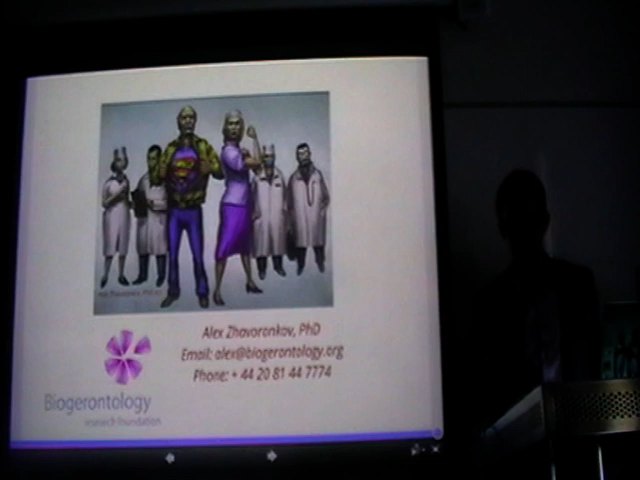 Alex Zhavoronkov, PhD
Email: alex@biogerontology.org
Phone: + 44 20 81 44 7774
Biogerontology
research foundation